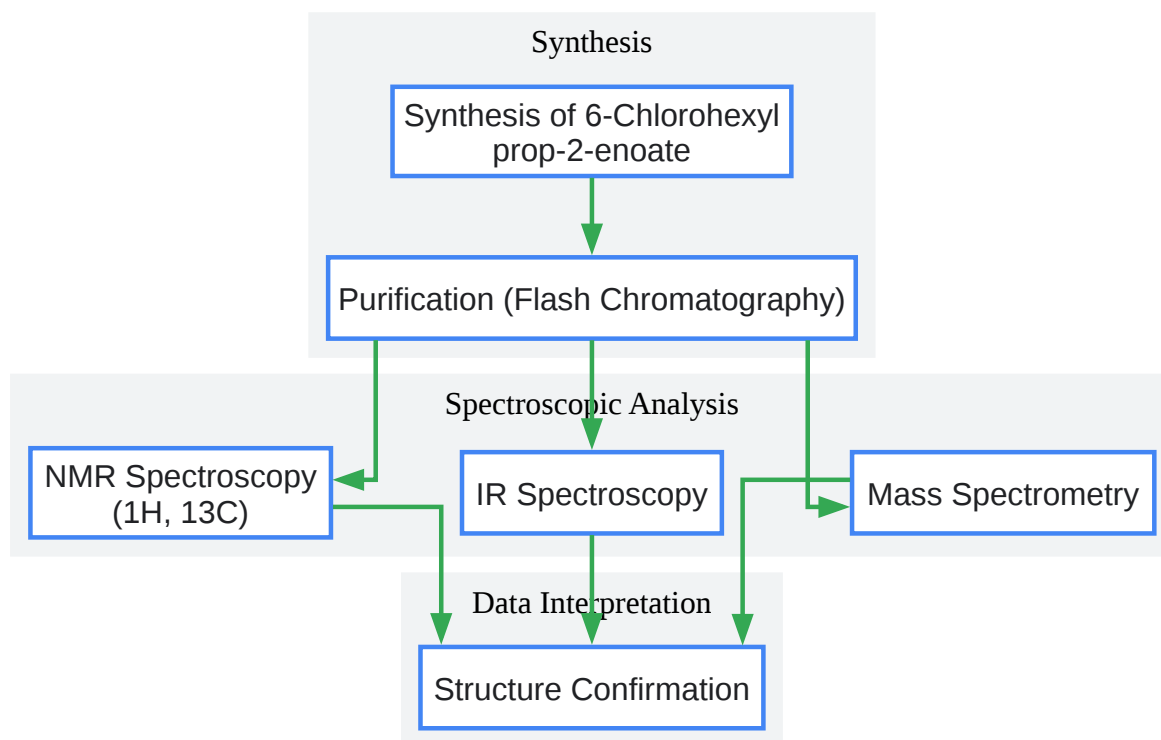 Synthesis
Synthesis of 6-Chlorohexyl
prop-2-enoate
Purification (Flash Chromatography)
Spectroscopic Analysis
NMR Spectroscopy
(1H, 13C)
IR Spectroscopy
Mass Spectrometry
Data Interpretation
Structure Confirmation